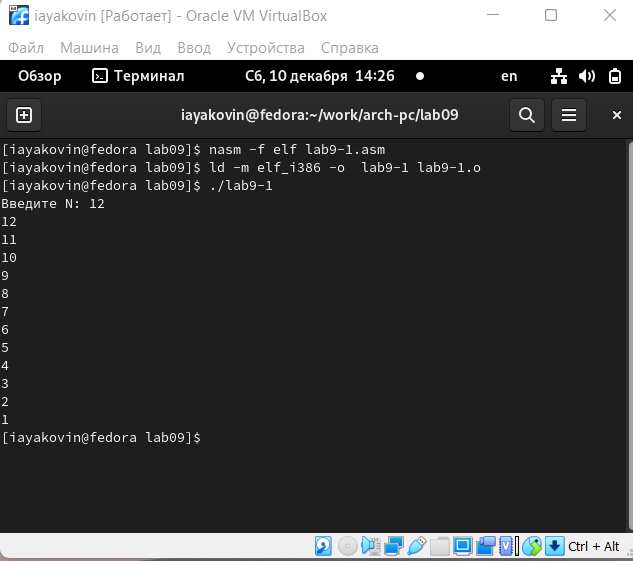 iayakovin [Работает] - Oracle VM VirtualBox
Файл Машина Вид Ввод Устройства Справка
Обзор Терминал Сб, 10 декабря 14:26 en
iayakovin@fedora:~/work/arch-pc/lab09
[iayakovin@fedora lab09]$ nasm -f elf lab9-1.asm
[iayakovin@fedora lab09]$ ld -m elf_i386 -o  lab9-1 lab9-1.o
[iayakovin@fedora lab09]$ ./lab9-1
Введите N: 12
12
11
10
9
8
7
6
5
4
3
2
1
[iayakovin@fedora lab09]$
Ctrl + Alt